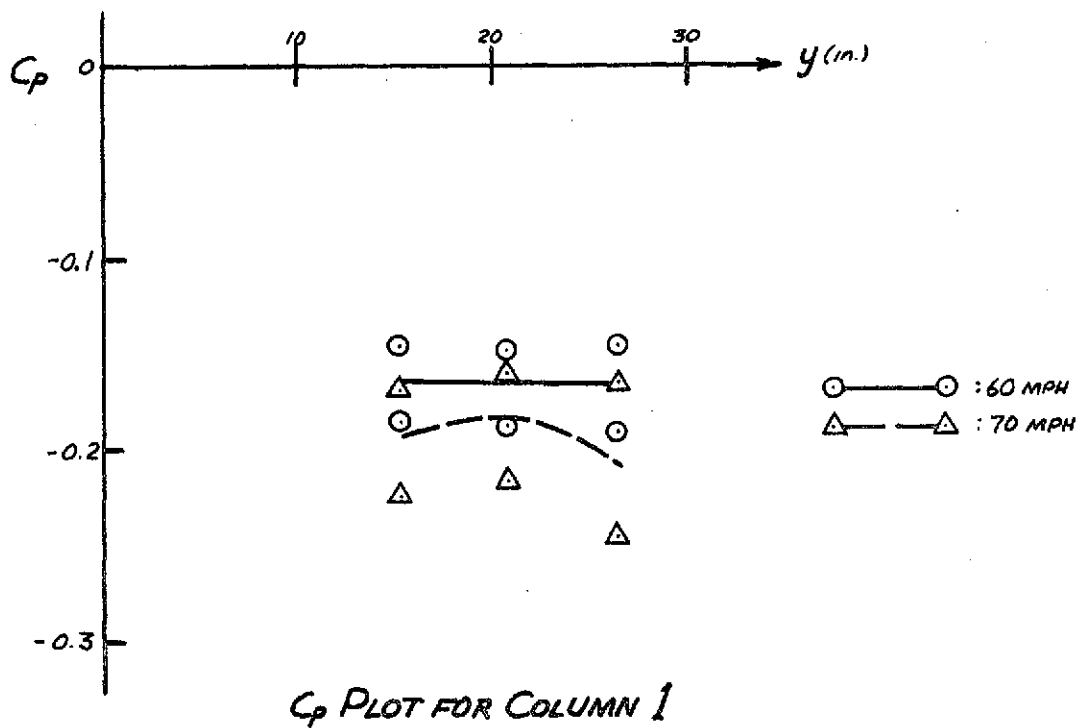 10 20 30
Cp 0 y (in.)
-0.1
: 60 MPH
: 70 MPH
-0.2
-0.3
Cp PLOT FOR COLUMN 1